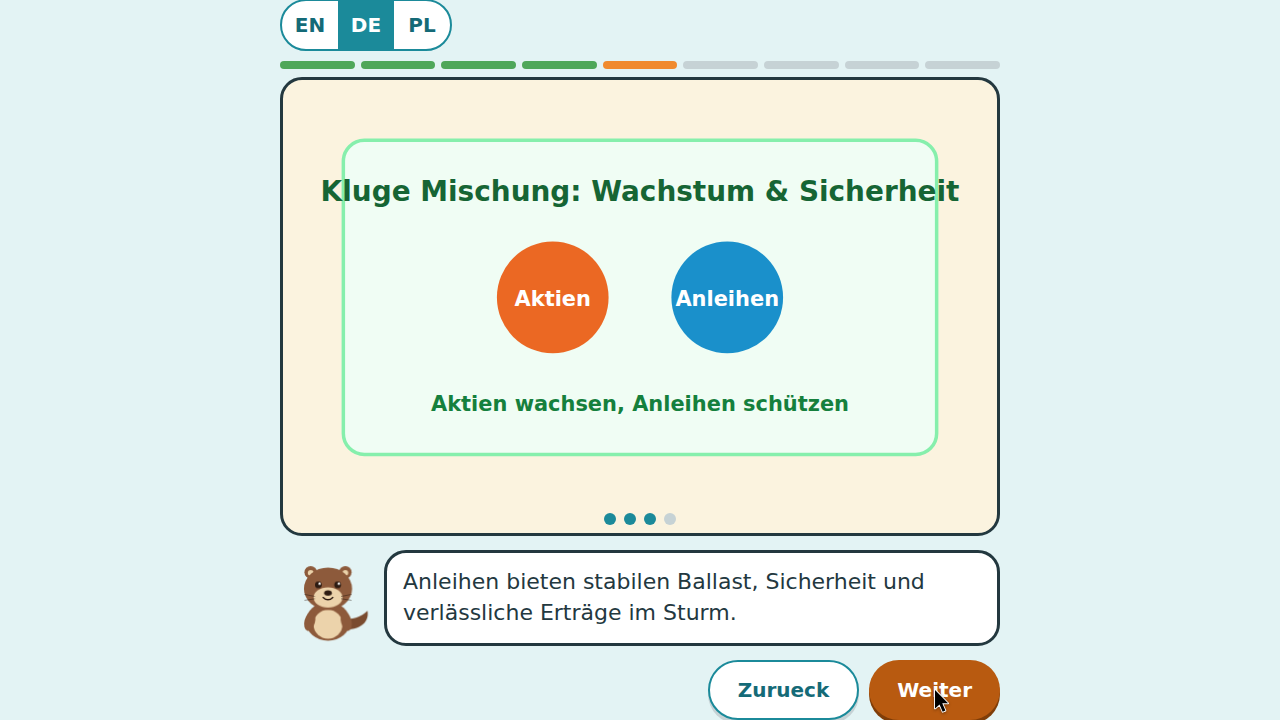 EN DE PL
Kluge Mischung: Wachstum & Sicherheit
Aktien
Anleihen
Aktien wachsen, Anleihen schützen
Anleihen bieten stabilen Ballast, Sicherheit und
verlässliche Erträge im Sturm.
Zurueck
Weiter